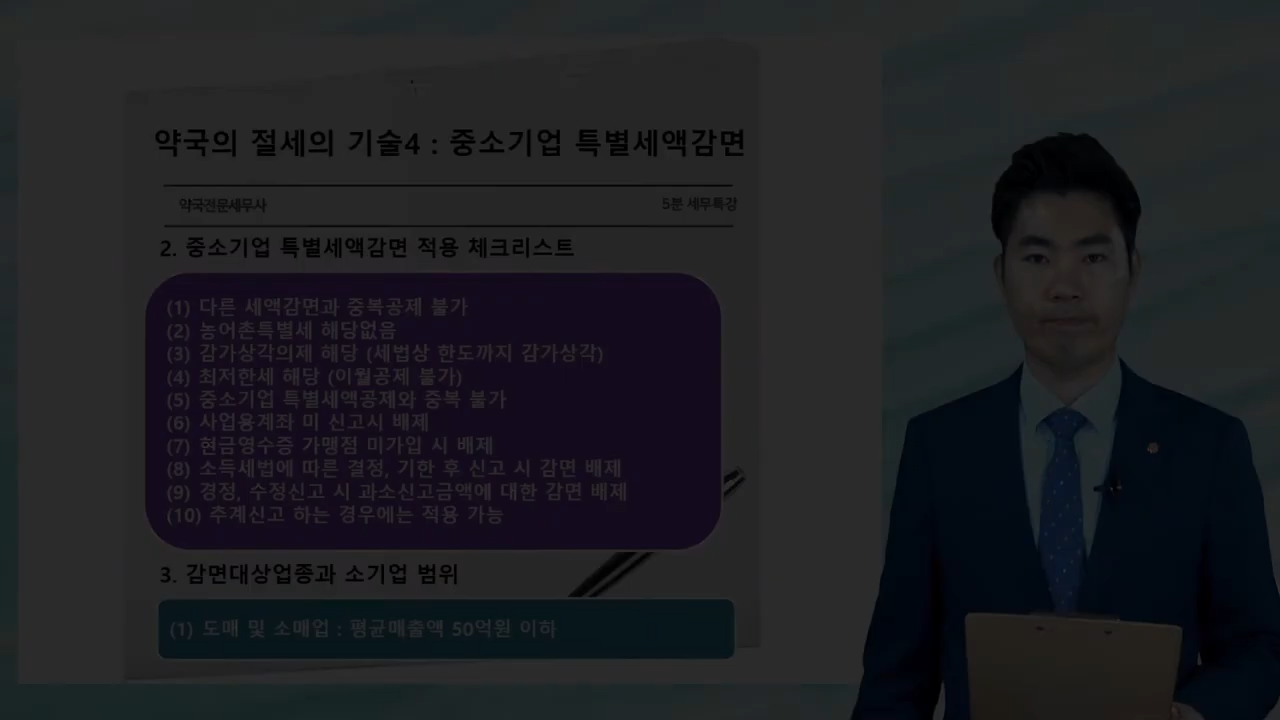 약국의 절세의 기술4 : 중소기업 특별세액감면
약국전문세무사 5분 세무특강
2. 중소기업 특별세액감면 적용 체크리스트
(1) 다른 세액감면과 중복공제 불가
(2) 농어촌특별세 해당없음
(3) 감가상각의제 해당 (세법상 한도까지 감가상각)
(4) 최저한세 해당 (이월공제 불가)
(5) 중소기업 특별세액공제와 중복 불가
(6) 사업용계좌 미 신고시 배제
(7) 현금영수증 가맹점 미가입 시 배제
(8) 소득세법에 따른 결정, 기한 후 신고 시 감면 배제
(9) 경정, 수정신고 시 과소신고금액에 대한 감면 배제
(10) 추계신고 하는 경우에는 적용 가능
3. 감면대상업종과 소기업 범위
(1) 도매 및 소매업 : 평균매출액 50억원 이하